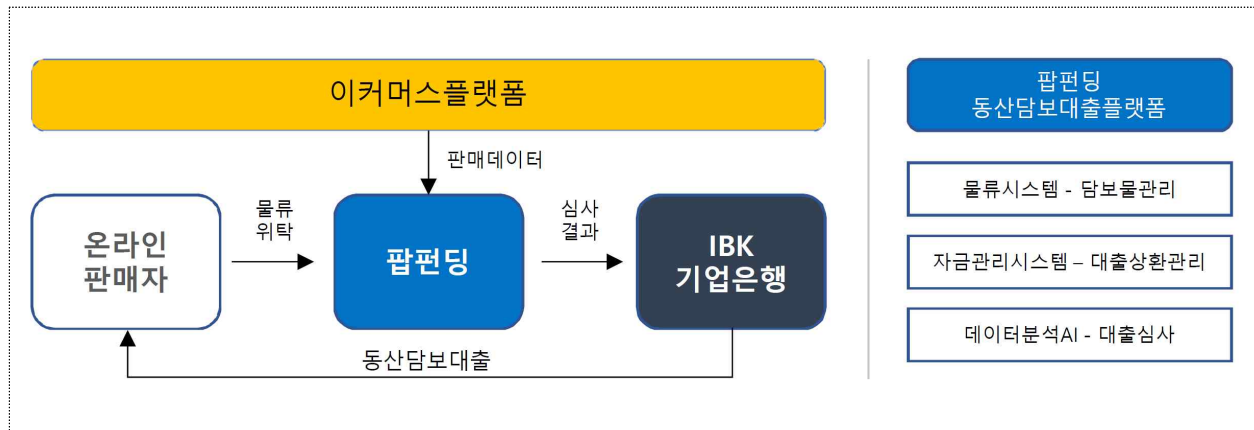 이커머스플랫폼
판매데이터
온라인
판매자
물류
위탁
팝펀딩
심사
결과
IBK
기업은행
동산담보대출
팝펀딩
동산담보대출플랫폼
물류시스템 - 담보물관리
자금관리시스템 – 대출상환관리
데이터분석AI - 대출심사